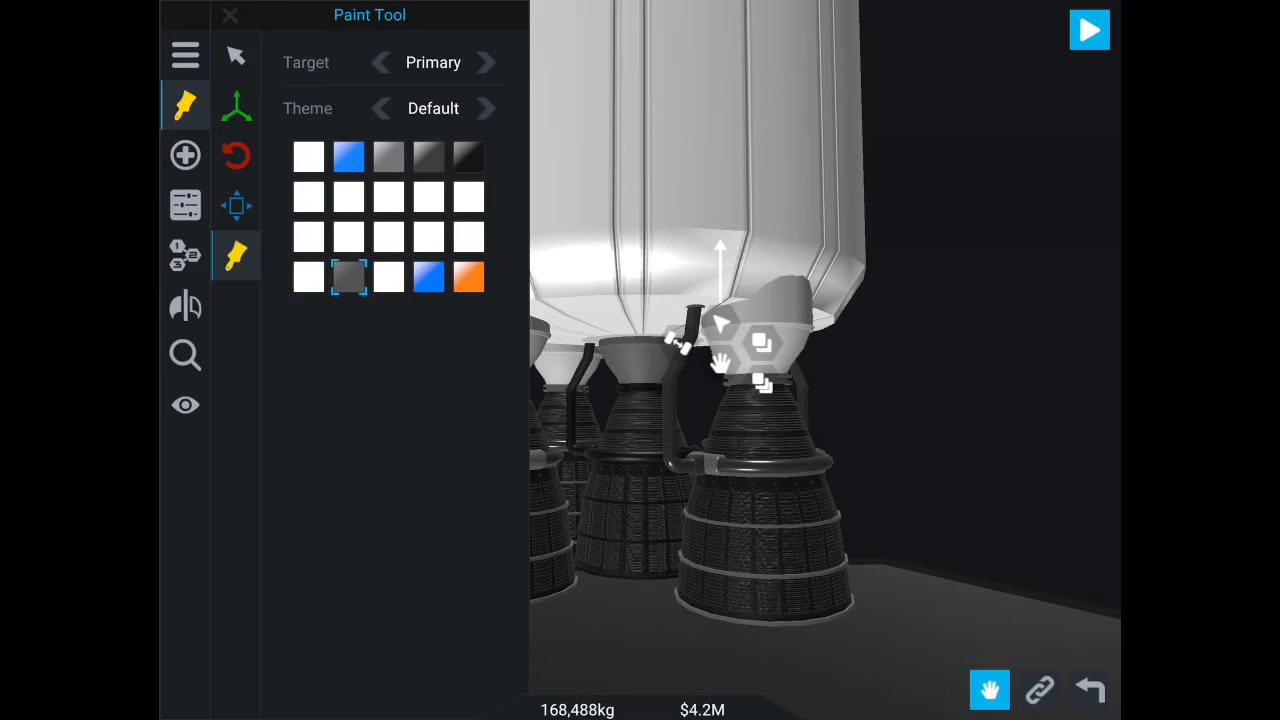 Paint Tool
Target Primary
Theme Default
168,488kg $4.2M